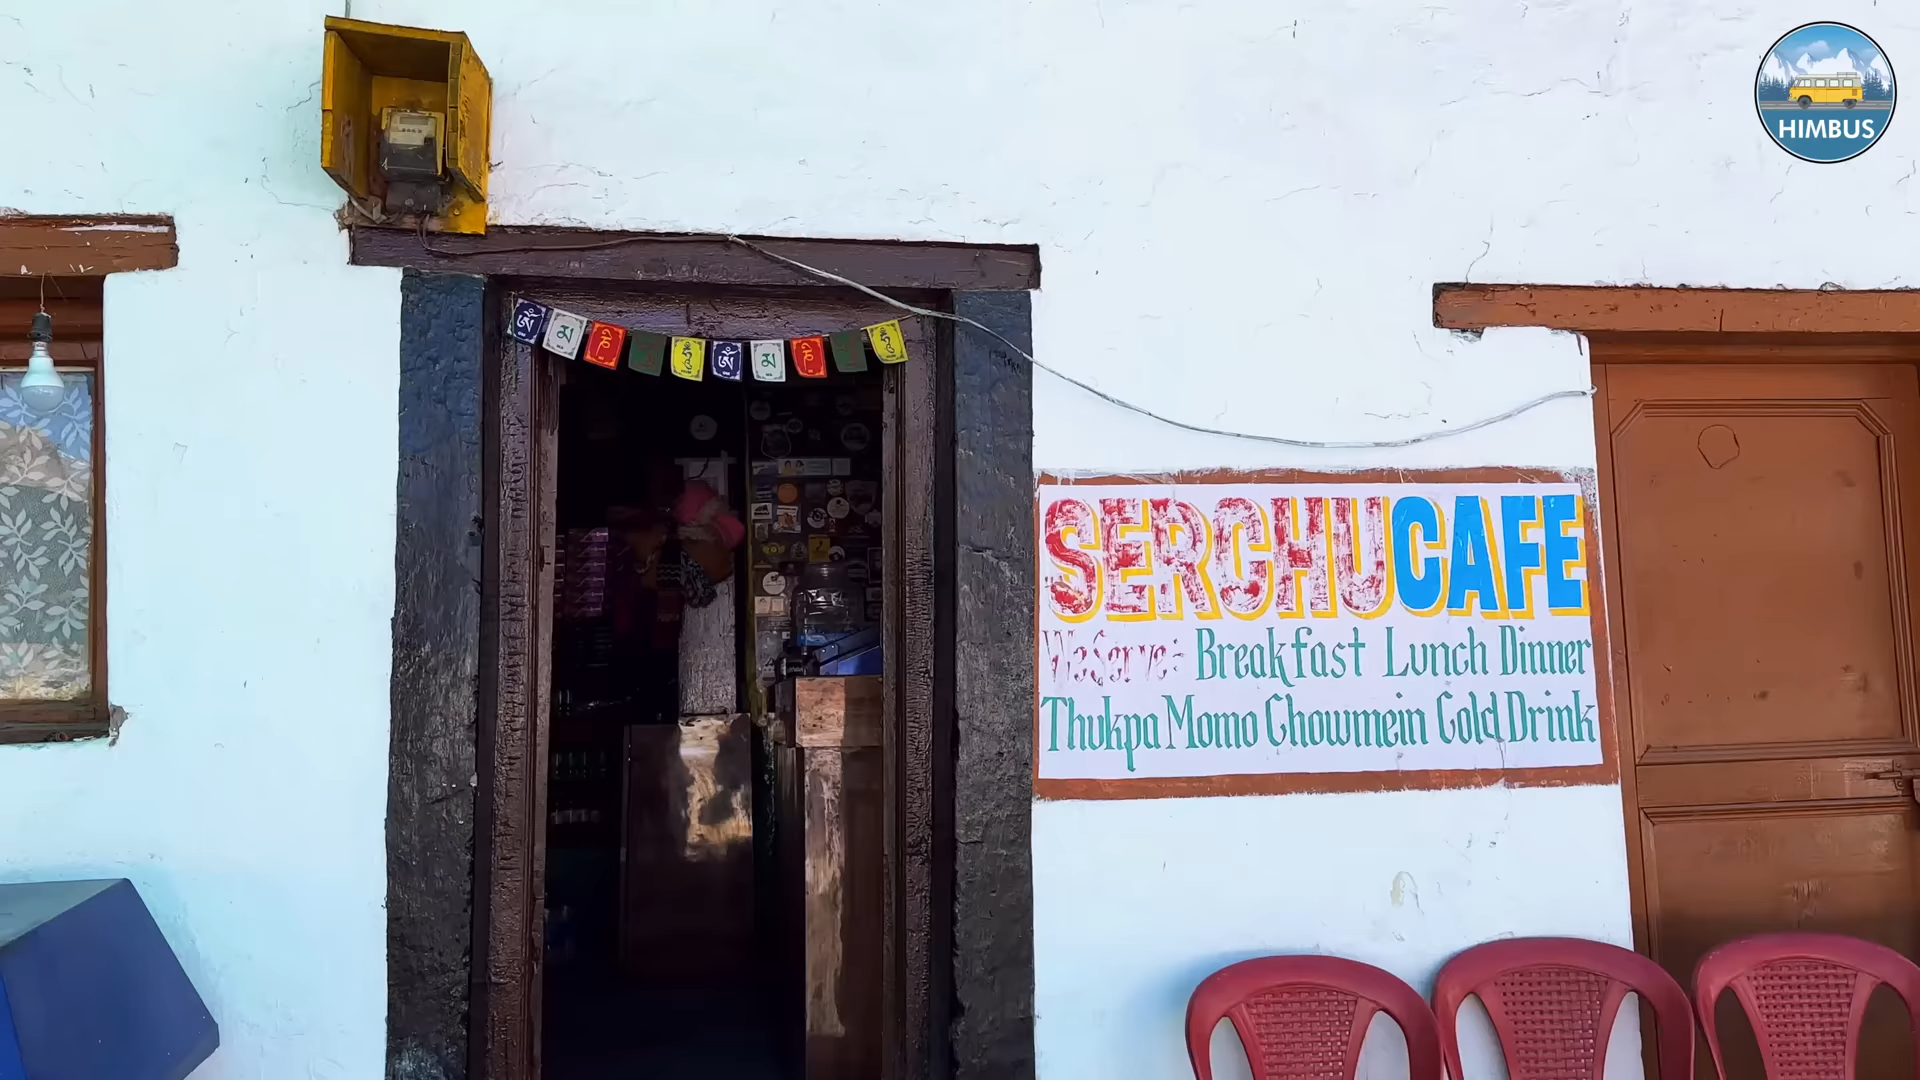 HIMBUS
SERCHU CAFE
We Serve:- Breakfast Lunch Dinner
Thukpa Momo Chowmein Cold Drink